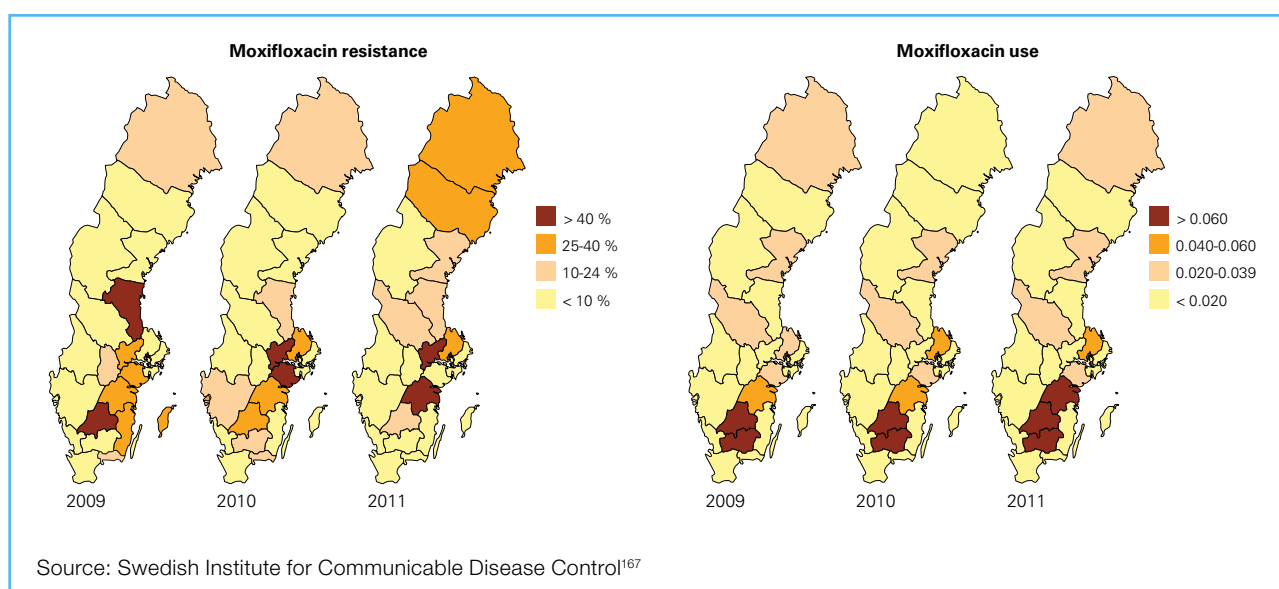 Moxifloxacin resistance
> 40 %
25-40 %
10-24 %
< 10 %
2009
2010
2011
Moxifloxacin use
> 0.060
0.040-0.060
0.020-0.039
< 0.020
2009
2010
2011
Source: Swedish Institute for Communicable Disease Control167